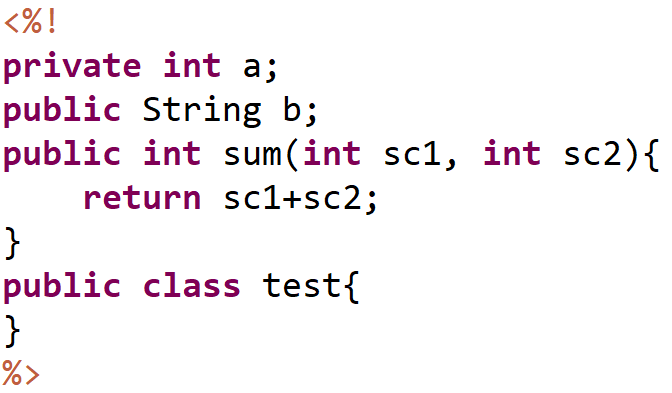 <%!
private int a;
public String b;
public int sum(int sc1, int sc2){
    return sc1+sc2;
}
public class test{
}
%>